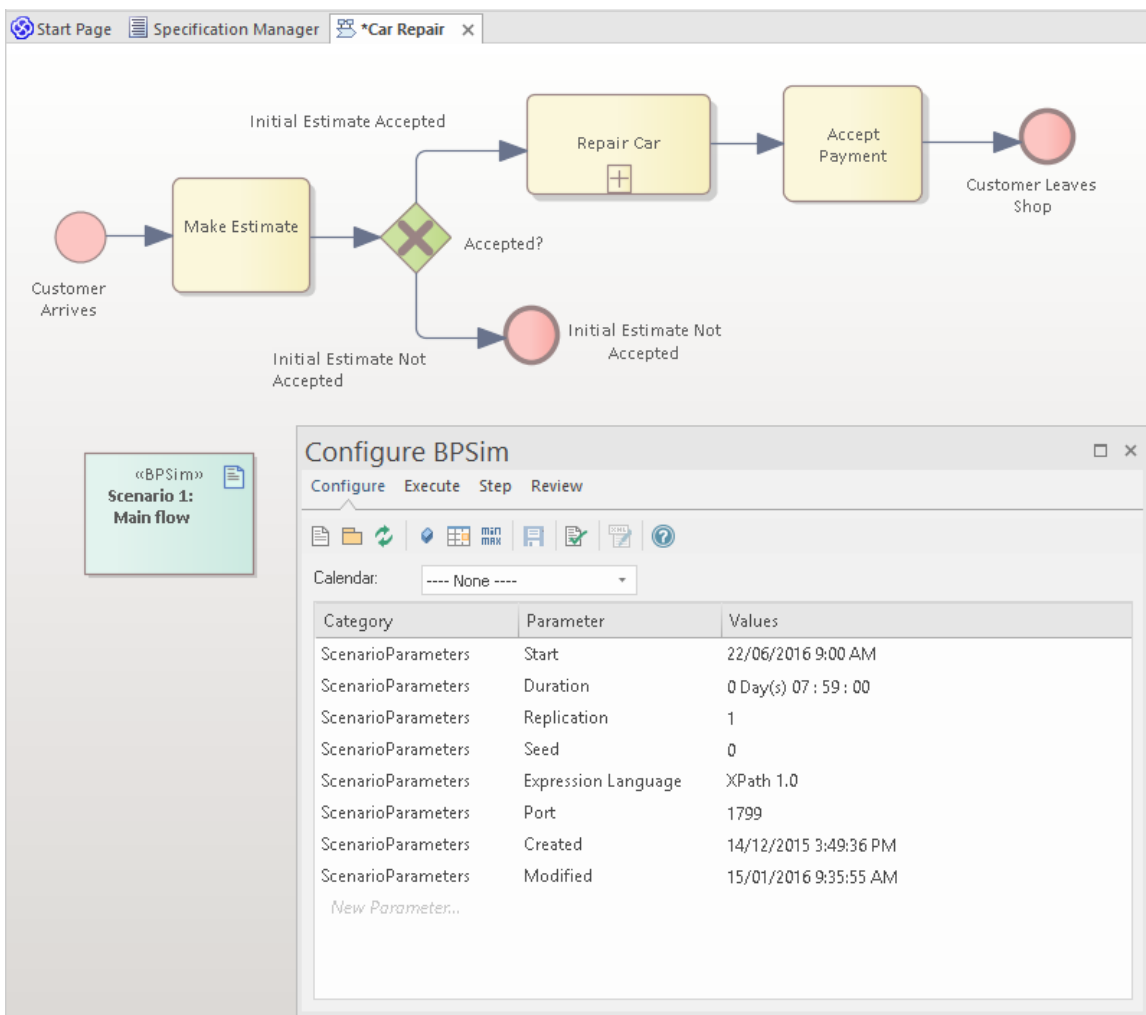 Start Page Specification Manager *Car Repair
Initial Estimate Accepted
Repair Car
Accept
Payment
Customer Leaves
Shop
Make Estimate
Accepted?
Customer
Arrives
Initial Estimate Not
Accepted
Initial Estimate Not
Accepted
«BPSim»
Scenario 1:
Main flow
Configure BPSim
Configure Execute Step Review
min
max
XML
Calendar: ---- None ----
Category Parameter Values
ScenarioParameters Start 22/06/2016 9:00 AM
ScenarioParameters Duration 0 Day(s) 07 : 59 : 00
ScenarioParameters Replication 1
ScenarioParameters Seed 0
ScenarioParameters Expression Language XPath 1.0
ScenarioParameters Port 1799
ScenarioParameters Created 14/12/2015 3:49:36 PM
ScenarioParameters Modified 15/01/2016 9:35:55 AM
New Parameter...